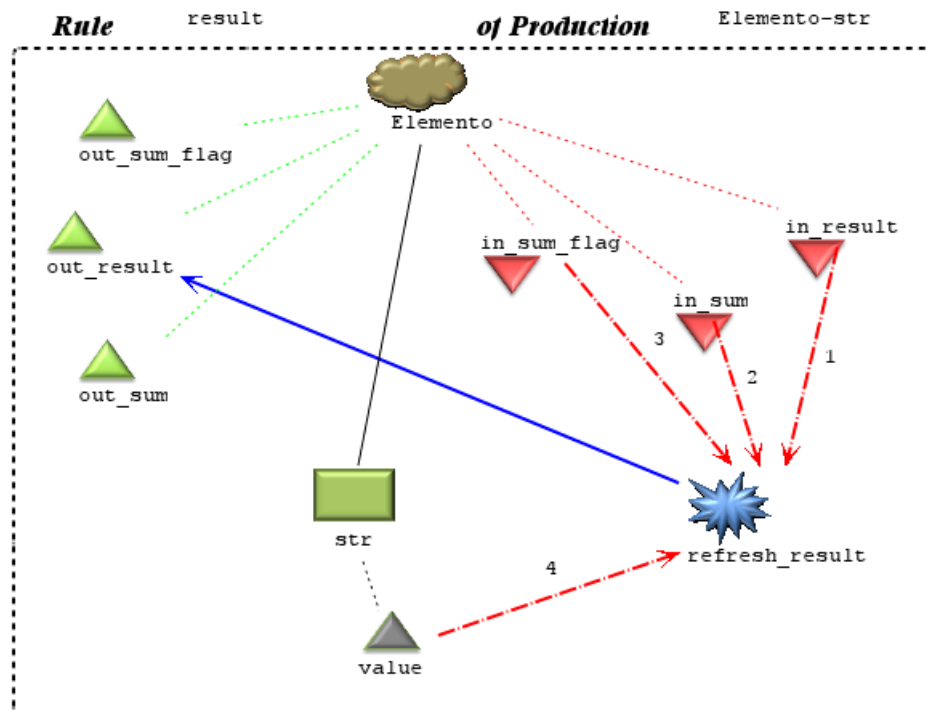 Rule result of Production Elemento-str
Elemento
out_sum_flag
in_result
in_sum_flag
out_result
in_sum
3
1
2
out_sum
str
refresh_result
4
value